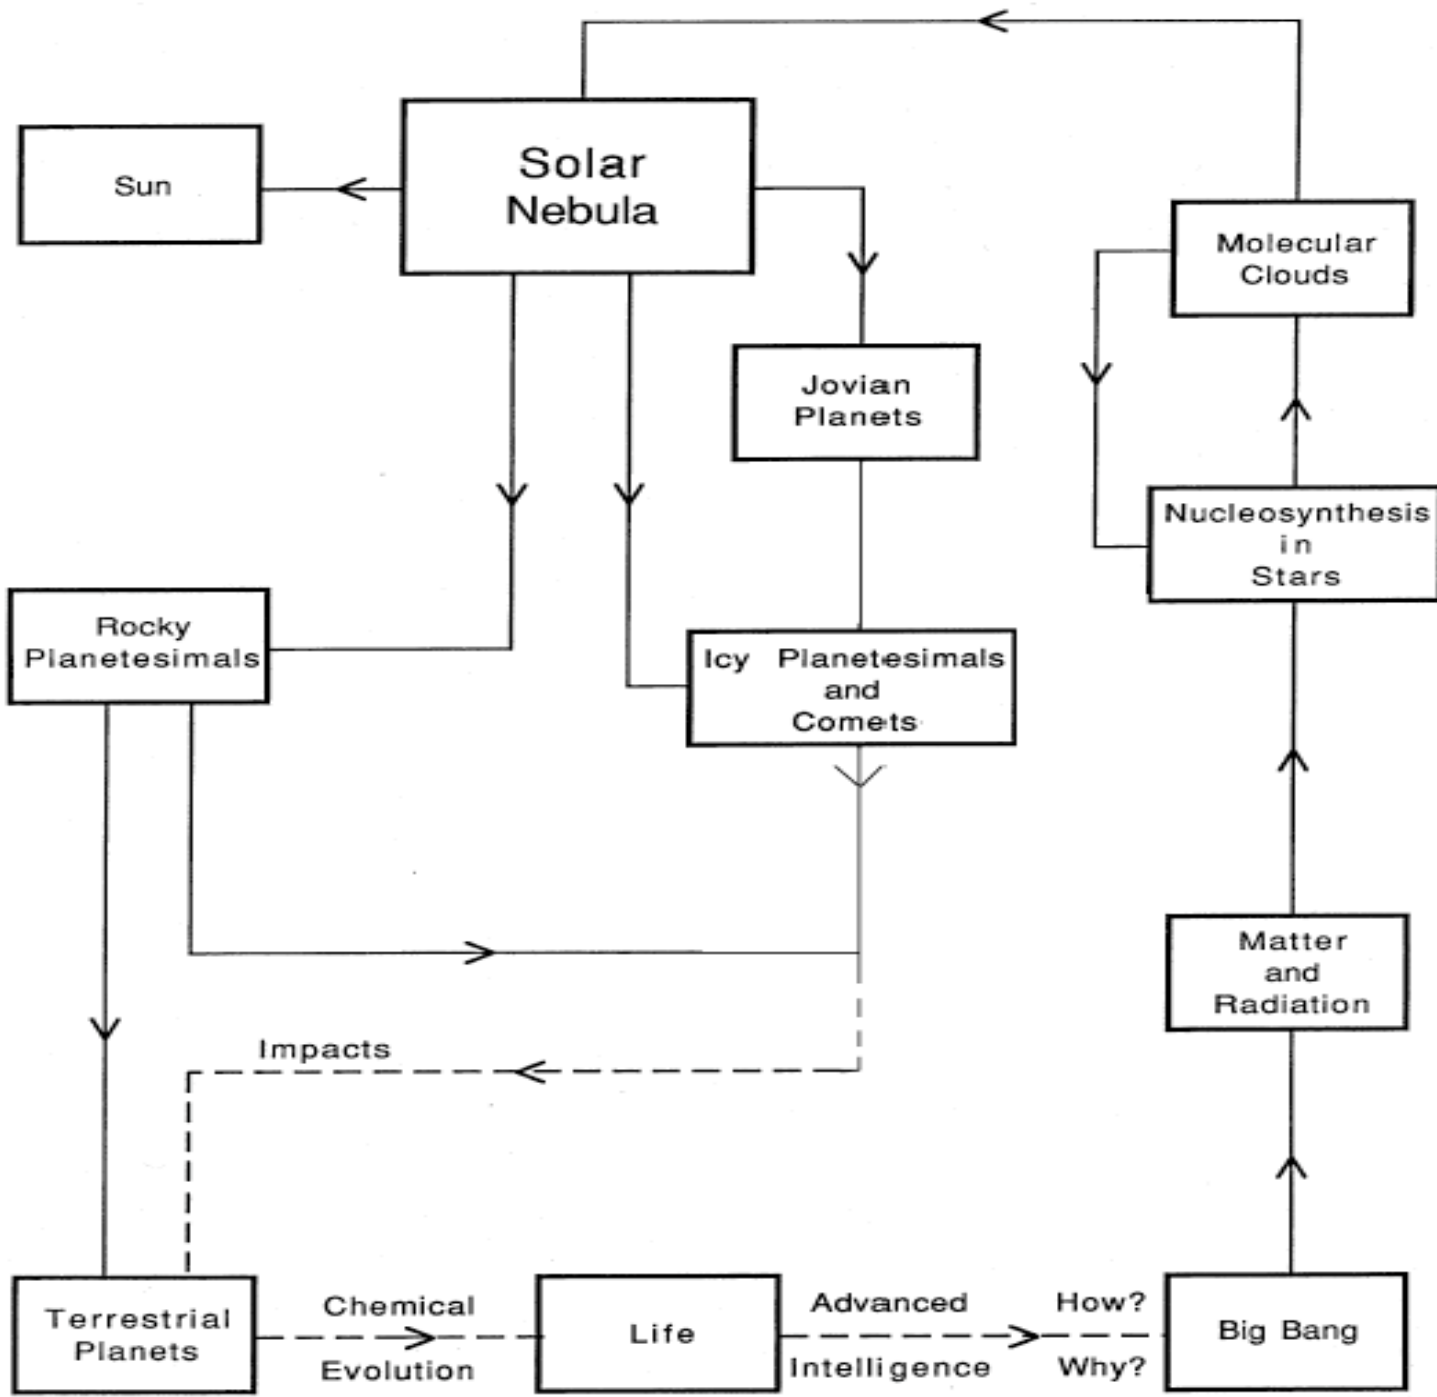 Solar
Nebula
Sun
Molecular
Clouds
Jovian
Planets
Nucleosynthesis
in
Stars
Rocky
Planetesimals
Icy Planetesimals
and
Comets
Matter
and
Radiation
Impacts
Terrestrial
Planets
Chemical
Evolution
Life
Advanced
Intelligence
How?
Why?
Big Bang